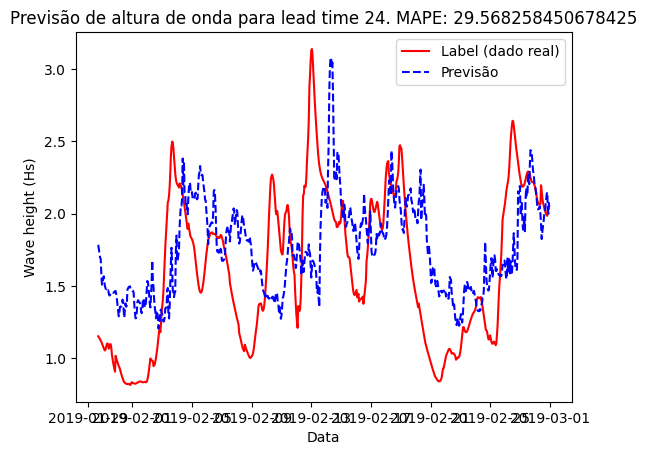 Previsão de altura de onda para lead time 24. MAPE: 29.568258450678425
Label (dado real)
Previsão
3.0
2.5
2.0
1.5
1.0
Wave height (Hs)
2019-01-29 2019-02-01 2019-02-05 2019-02-09 2019-02-13 2019-02-17 2019-02-21 2019-02-25 2019-03-01
Data